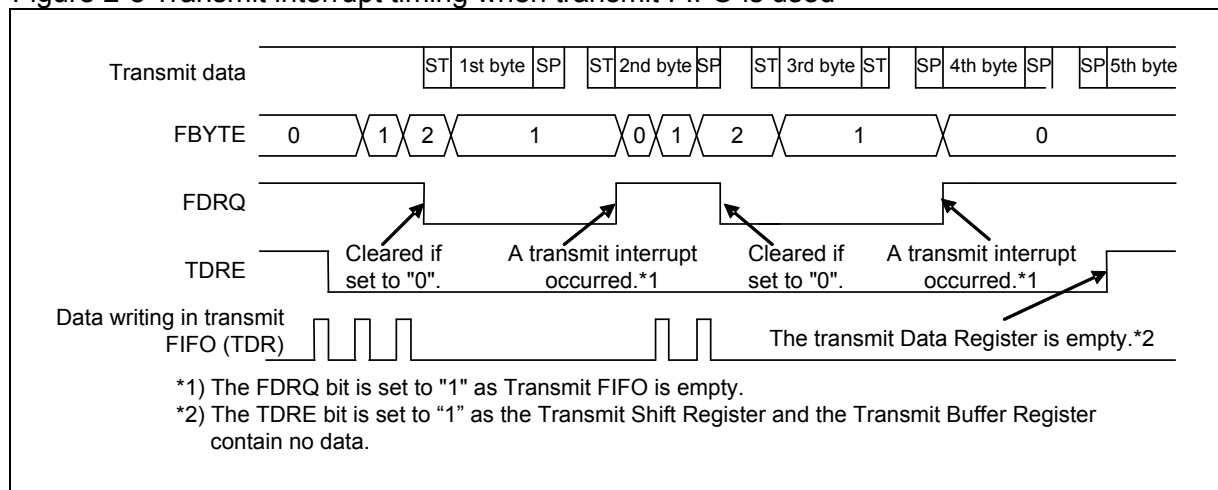 Figure 2-3 Transmit interrupt timing when transmit FIFO is used
Transmit data ST 1st byte SP ST 2nd byte SP ST 3rd byte ST SP 4th byte SP SP 5th byte
FBYTE 0 1 2 1 0 1 2 1 0
FDRQ
Cleared if
set to "0".
A transmit interrupt
occurred.*1
Cleared if
set to "0".
A transmit interrupt
occurred.*1
TDRE
Data writing in transmit
FIFO (TDR)
The transmit Data Register is empty.*2
*1) The FDRQ bit is set to "1" as Transmit FIFO is empty.
*2) The TDRE bit is set to “1” as the Transmit Shift Register and the Transmit Buffer Register
contain no data.